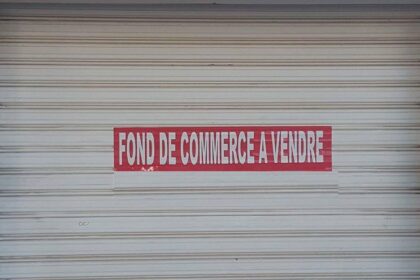 FOND DE COMMERCE A VENDRE